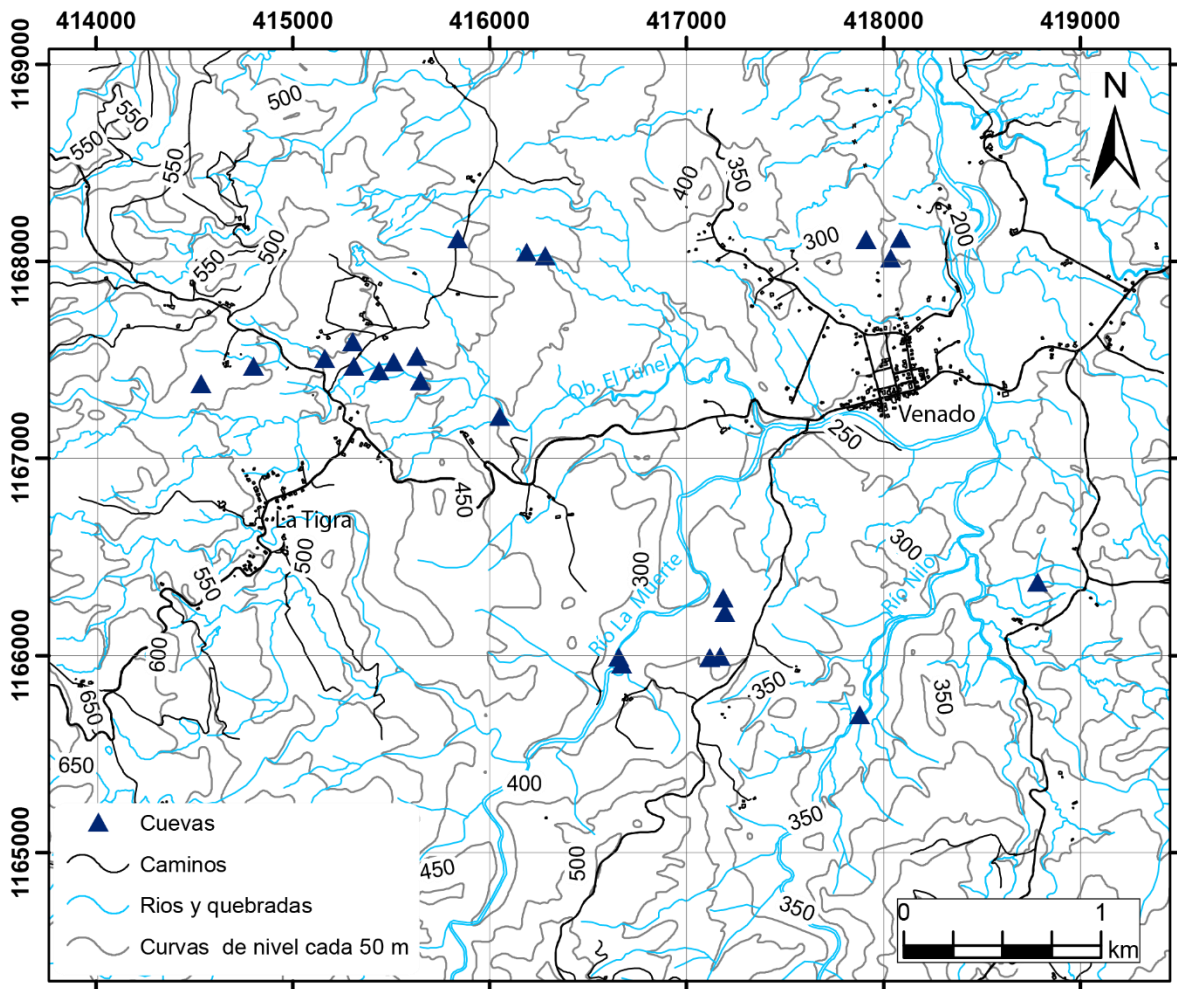 414000 415000 416000 417000 418000 419000
1169000
1168000
1167000
1166000
1165000
N
500
550
550
550
550
500
550
500
400
350
300
200
Qb. El Túnel
Venado
250
450
La Tigra
500
550
300
Río La Muerte
300
Río Nilo
600
650
650
350
350
400
350
450
500
350
Cuevas
Caminos
Rios y quebradas
Curvas de nivel cada 50 m
0 1
km